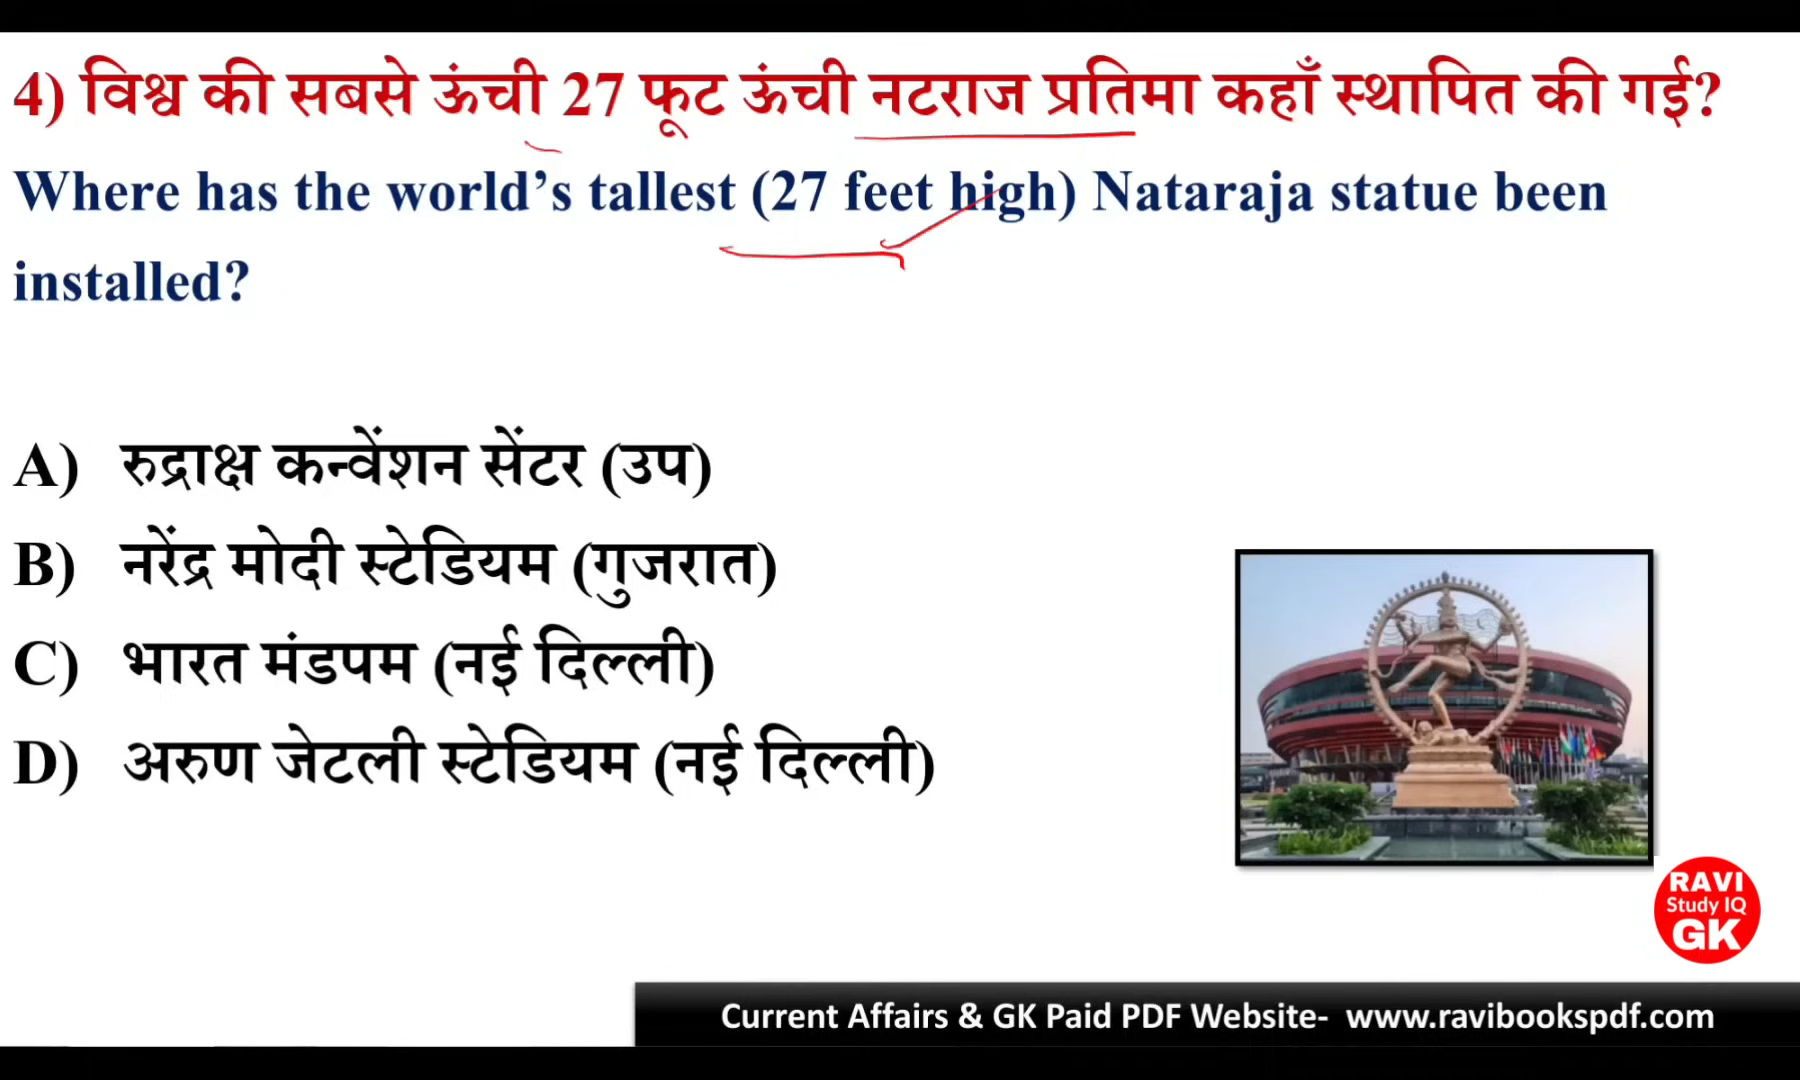 4) विश्व की सबसे ऊंची 27 फूट ऊंची नटराज प्रतिमा कहाँ स्थापित की गई?
Where has the world's tallest (27 feet high) Nataraja statue been
installed?
A) रुद्राक्ष कन्वेंशन सेंटर (उप)
B) नरेंद्र मोदी स्टेडियम (गुजरात)
C) भारत मंडपम (नई दिल्ली)
D) अरुण जेटली स्टेडियम (नई दिल्ली)
RAVI
Study IQ
GK
Current Affairs & GK Paid PDF Website- www.ravibookspdf.com